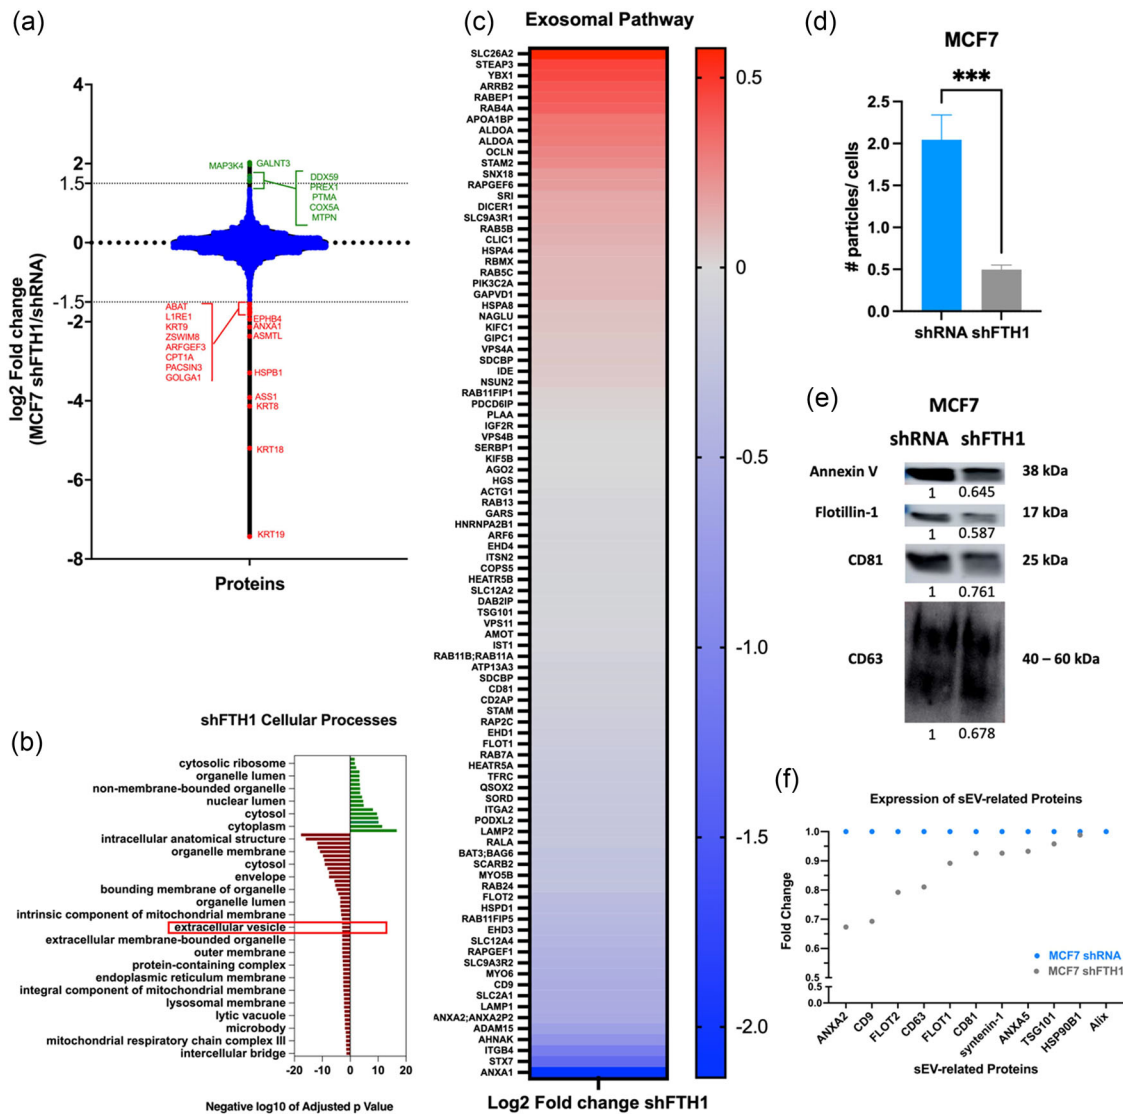 (a)
4
2
1.5
0
-1.5
-2
-4
-6
-8
log2 Fold change
(MCF7 shFTH1/shRNA)
MAP3K4
GALNT3
DDX59
PREX1
PTMA
COX5A
MTPN
ABAT
L1RE1
KRT9
ZSWIM8
ARFGEF3
CPT1A
PACSIN3
GOLGA1
EPHB4
ANXA1
ASMTL
HSPB1
ASS1
KRT8
KRT18
KRT19
Proteins
(b)
shFTH1 Cellular Processes
cytosolic ribosome
organelle lumen
non-membrane-bounded organelle
nuclear lumen
cytosol
cytoplasm
intracellular anatomical structure
organelle membrane
cytosol
envelope
bounding membrane of organelle
organelle lumen
intrinsic component of mitochondrial membrane
extracellular vesicle
extracellular membrane-bounded organelle
outer membrane
protein-containing complex
endoplasmic reticulum membrane
integral component of mitochondrial membrane
lysosomal membrane
lytic vacuole
microbody
mitochondrial respiratory chain complex III
intercellular bridge
-20 -10 0 10 20
Negative log10 of Adjusted p Value
(c)
Exosomal Pathway
SLC26A2
STEAP3
YBX1
ARRB2
RABEP1
RAB4A
APOA1BP
ALDOA
ALDOA
OCLN
STAM2
SNX18
RAPGEF6
SRI
DICER1
SLC9A3R1
RAB5B
CLIC1
HSPA4
RBMX
RAB5C
PIK3C2A
GAPVD1
HSPA8
NAGLU
KIFC1
GIPC1
VPS4A
SDCBP
IDE
NSUN2
RAB11FIP1
PDCD6IP
PLAA
IGF2R
VPS4B
SERBP1
KIF5B
AGO2
HGS
ACTG1
RAB13
GARS
HNRNPA2B1
ARF6
EHD4
ITSN2
COPS5
HEATR5B
SLC12A2
DAB2IP
TSG101
VPS11
AMOT
IST1
RAB11B;RAB11A
ATP13A3
SDCBP
CD81
CD2AP
STAM
RAP2C
EHD1
FLOT1
RAB7A
HEATR5A
TFRC
QSOX2
SORD
ITGA2
PODXL2
LAMP2
RALA
BAT3;BAG6
SCARB2
MYO5B
RAB24
FLOT2
HSPD1
RAB11FIP5
EHD3
SLC12A4
RAPGEF1
SLC9A3R2
MYO6
CD9
SLC2A1
LAMP1
ANXA2;ANXA2P2
ADAM15
AHNAK
ITGB4
STX7
ANXA1
0.5
0
-0.5
-1.0
-1.5
-2.0
Log2 Fold change shFTH1
(d)
MCF7
***
2.5
2.0
1.5
1.0
0.5
0.0
# particles/ cells
shRNA shFTH1
(e)
MCF7
shRNA shFTH1
Annexin V 38 kDa
1 0.645
Flotillin-1 17 kDa
1 0.587
CD81 25 kDa
1 0.761
CD63 40 – 60 kDa
1 0.678
(f)
Expression of sEV-related Proteins
1.0
0.9
0.8
0.7
0.6
0.5
0.5
0.0
Fold Change
MCF7 shRNA
MCF7 shFTH1
ANXA2
CD9
FLOT2
CD63
FLOT1
CD81
syntenin-1
ANXA5
TSG101
HSP90B1
Alix
sEV-related Proteins